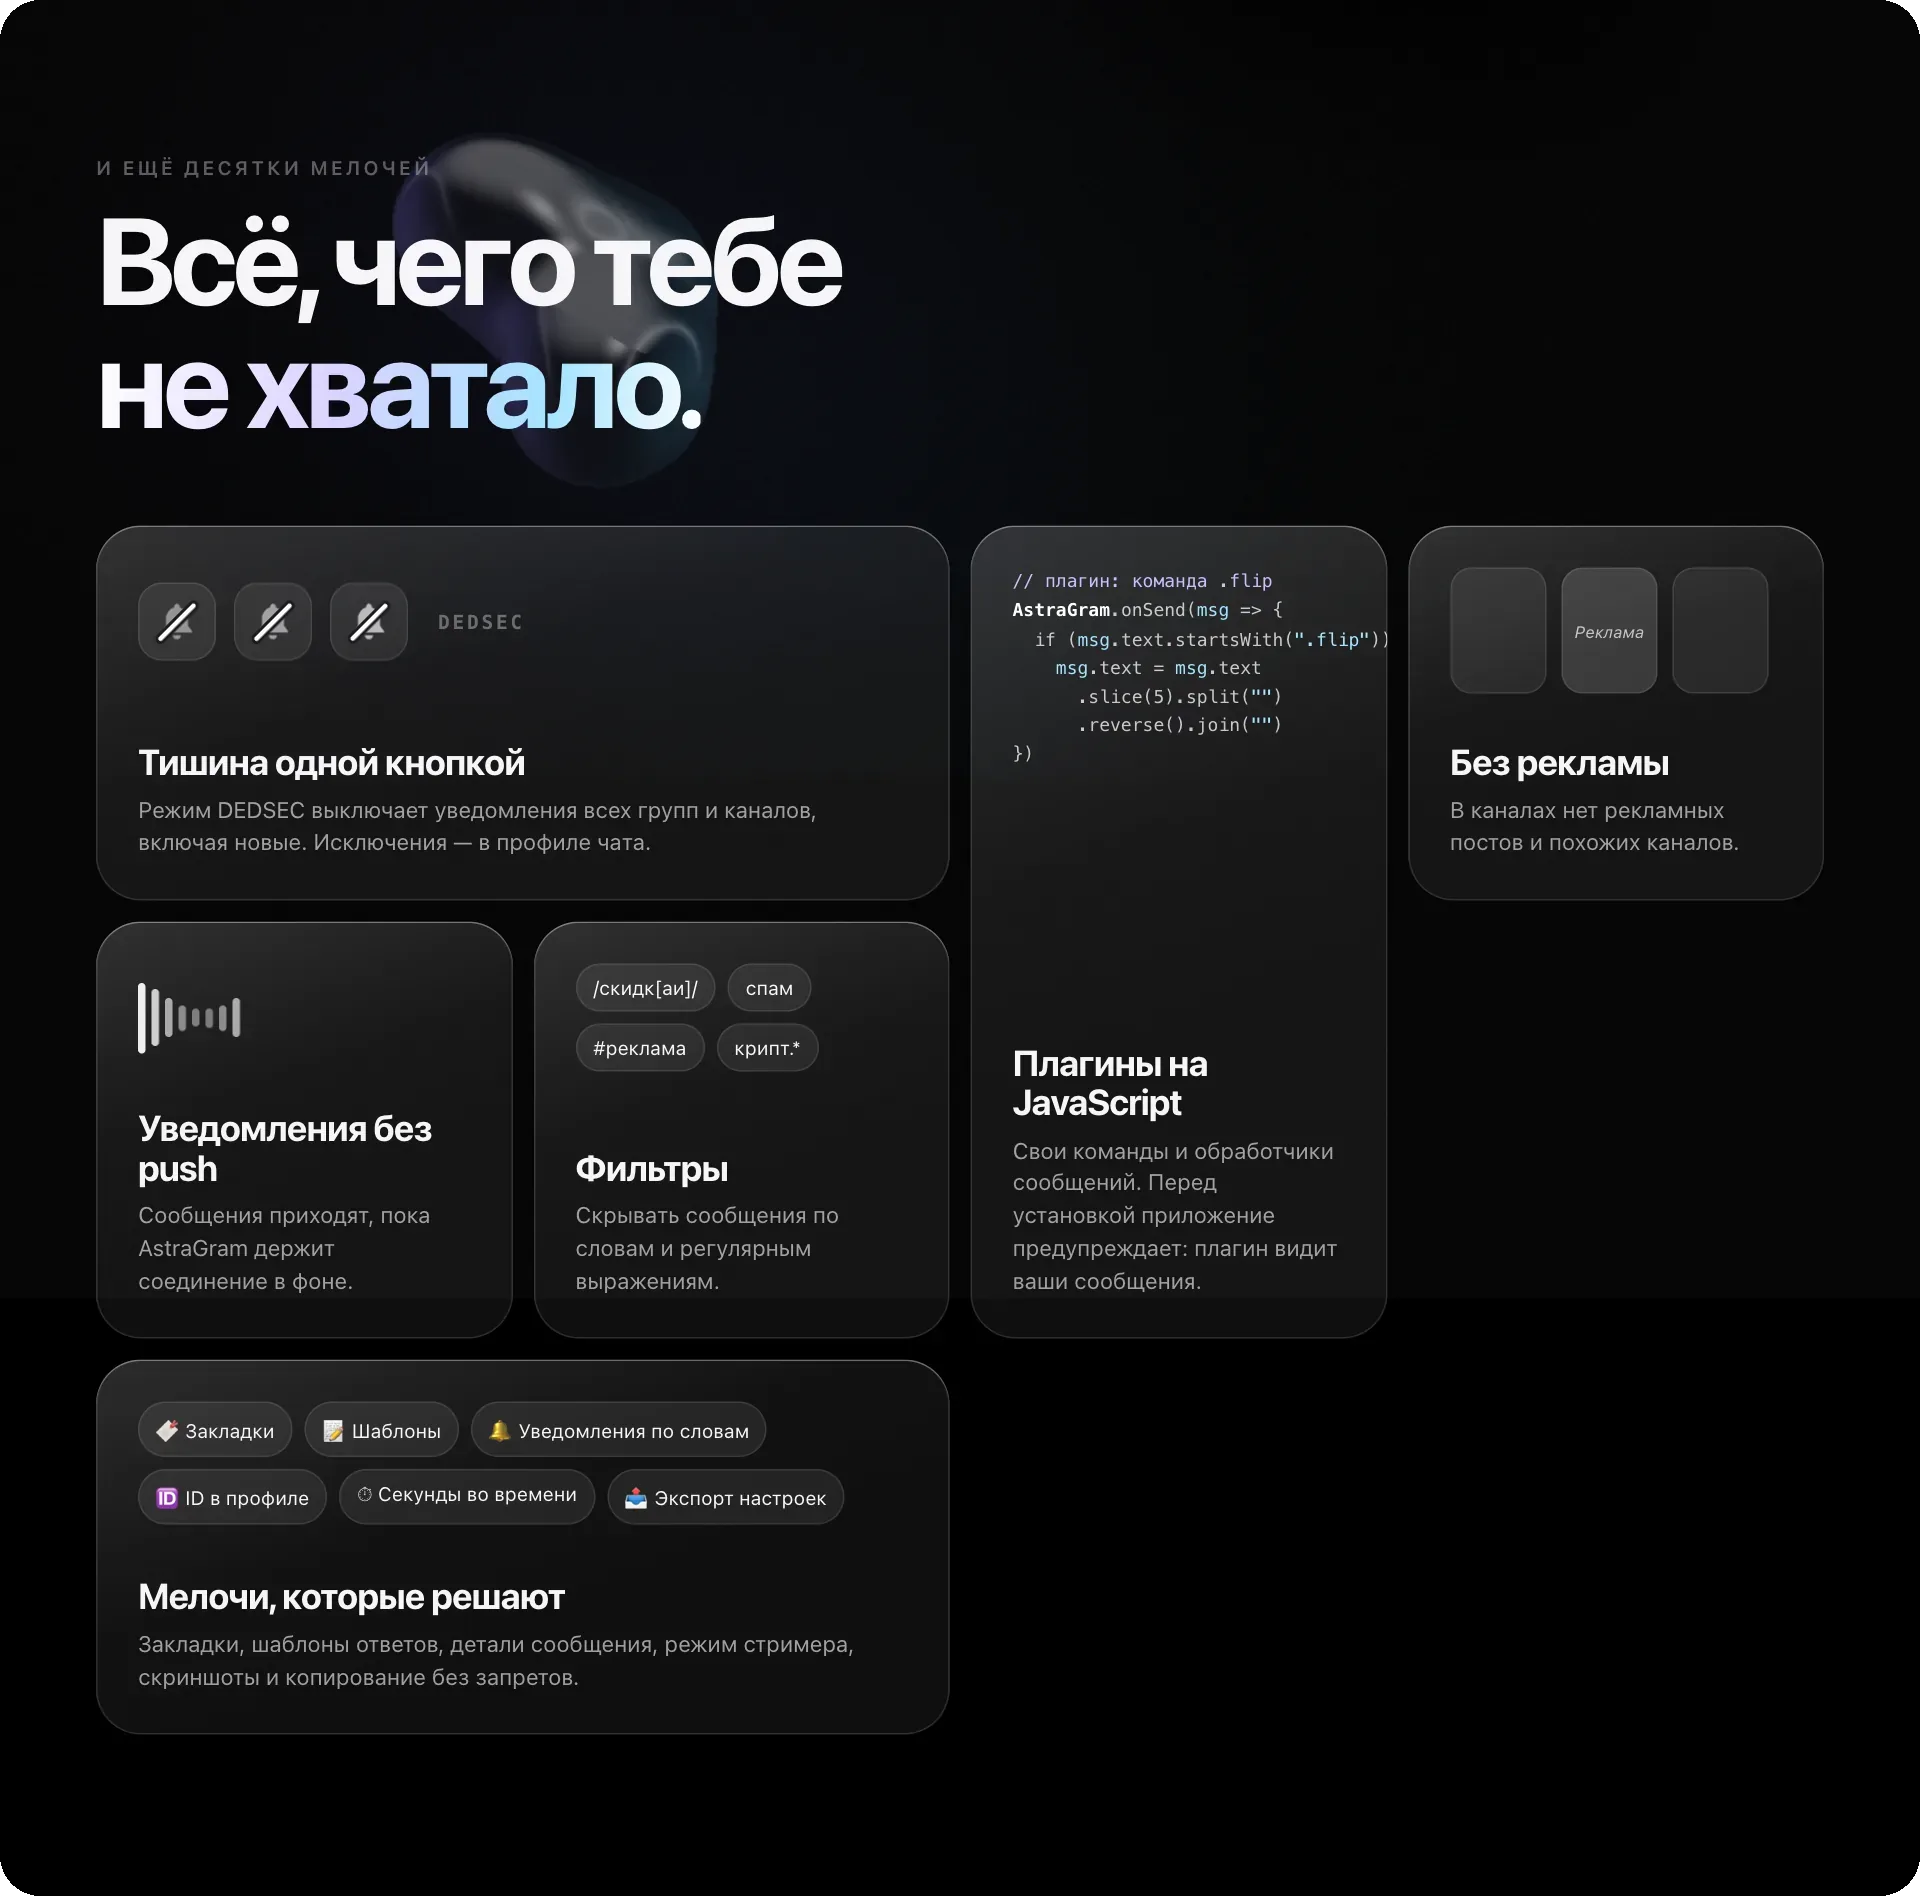 И ЕЩЁ ДЕСЯТКИ МЕЛОЧЕЙ
Всё, чего тебе
не хватало.
DEDSEC
Тишина одной кнопкой
Режим DEDSEC выключает уведомления всех групп и каналов,
включая новые. Исключения — в профиле чата.
// плагин: команда .flip
AstraGram.onSend(msg => {
  if (msg.text.startsWith(".flip"))
    msg.text = msg.text
      .slice(5).split("")
      .reverse().join("")
})
Плагины на
JavaScript
Свои команды и обработчики
сообщений. Перед
установкой приложение
предупреждает: плагин видит
ваши сообщения.
Реклама
Без рекламы
В каналах нет рекламных
постов и похожих каналов.
Уведомления без
push
Сообщения приходят, пока
AstraGram держит
соединение в фоне.
/скидк[аи]/ спам
#реклама крипт.*
Фильтры
Скрывать сообщения по
словам и регулярным
выражениям.
Закладки Шаблоны Уведомления по словам
ID ID в профиле Секунды во времени Экспорт настроек
Мелочи, которые решают
Закладки, шаблоны ответов, детали сообщения, режим стримера,
скриншоты и копирование без запретов.